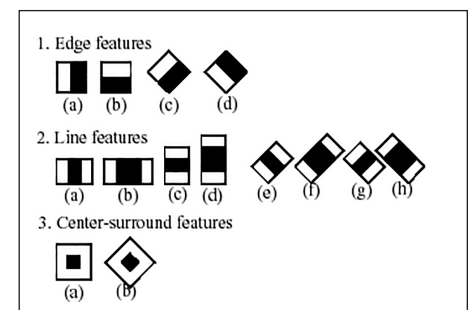 1. Edge features
(a) (b) (c) (d)
2. Line features
(a) (b) (c) (d) (e) (f) (g) (h)
3. Center-surround features
(a) (b)